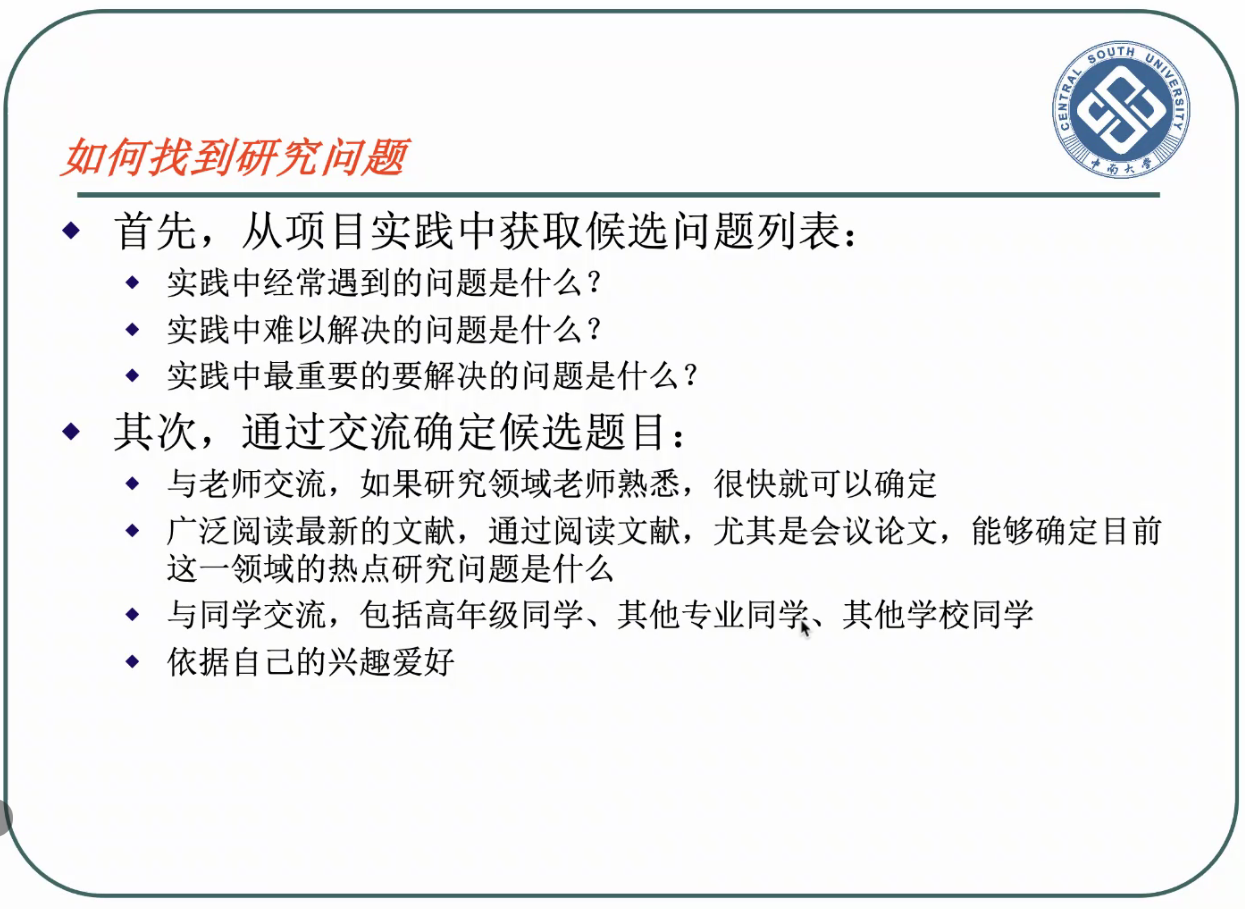 CENTRAL SOUTH UNIVERSITY
中南大学
如何找到研究问题
首先，从项目实践中获取候选问题列表：
实践中经常遇到的问题是什么？
实践中难以解决的问题是什么？
实践中最重要的要解决的问题是什么？
其次，通过交流确定候选题目：
与老师交流，如果研究领域老师熟悉，很快就可以确定
广泛阅读最新的文献，通过阅读文献，尤其是会议论文，能够确定目前
这一领域的热点研究问题是什么
与同学交流，包括高年级同学、其他专业同学、其他学校同学
依据自己的兴趣爱好